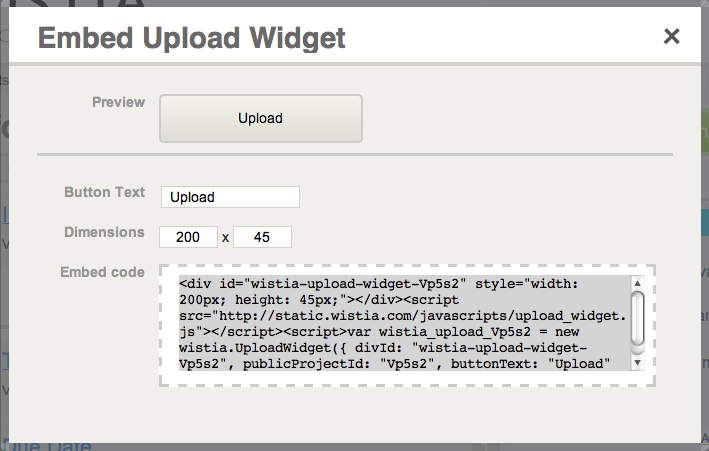 Embed Upload Widget
Preview
Upload
Button Text
Upload
Dimensions
200 x 45
Embed code
<div id="wistia-upload-widget-Vp5s2" style="width:
200px; height: 45px;"></div><script
src="http://static.wistia.com/javascripts/upload_widget.
js"></script><script>var wistia_upload_Vp5s2 = new
wistia.UploadWidget({ divId: "wistia-upload-widget-
Vp5s2", publicProjectId: "Vp5s2", buttonText: "Upload"
Due Date